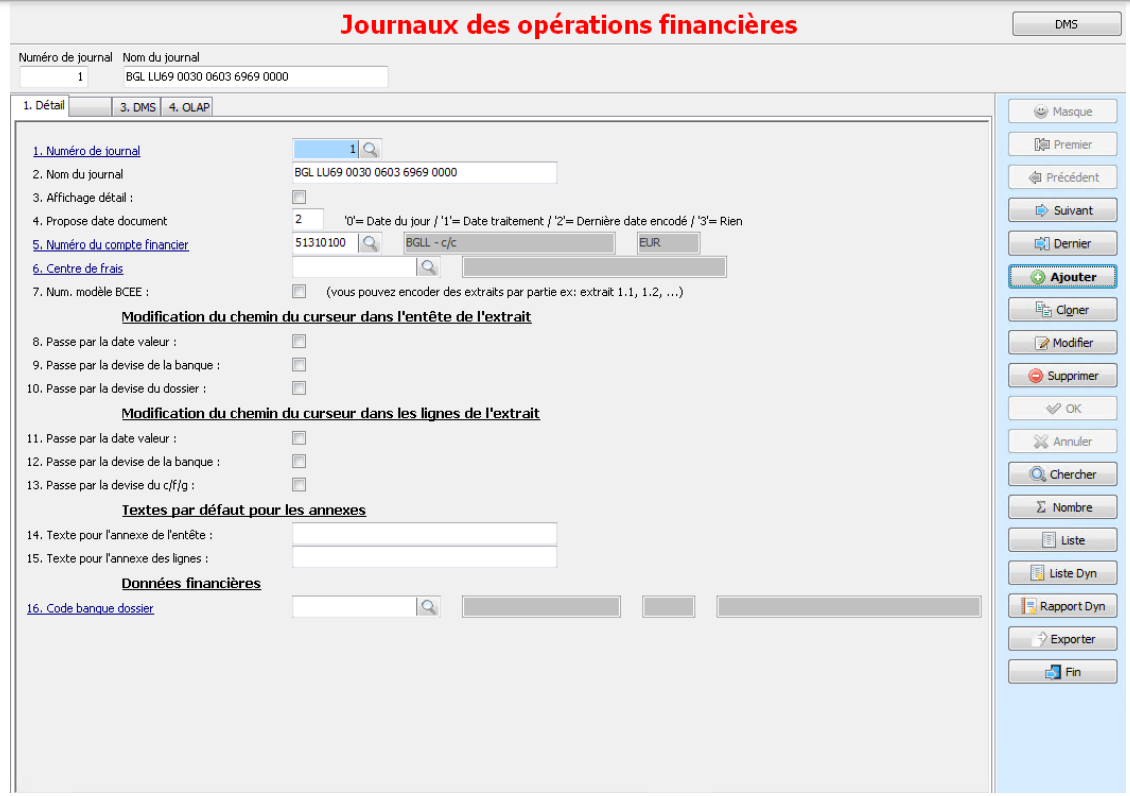 Journaux des opérations financières
DMS
Numéro de journal Nom du journal
1 BGL LU69 0030 0603 6969 0000
1. Détail 3. DMS 4. OLAP
1. Numéro de journal 1
2. Nom du journal BGL LU69 0030 0603 6969 0000
3. Affichage détail :
4. Propose date document 2 '0'= Date du jour / '1'= Date traitement / '2'= Dernière date encodé / '3'= Rien
5. Numéro du compte financier 51310100 BGLL - c/c EUR
6. Centre de frais
7. Num. modèle BCEE : (vous pouvez encoder des extraits par partie ex: extrait 1.1, 1.2, ...)
Modification du chemin du curseur dans l'entête de l'extrait
8. Passe par la date valeur :
9. Passe par la devise de la banque :
10. Passe par la devise du dossier :
Modification du chemin du curseur dans les lignes de l'extrait
11. Passe par la date valeur :
12. Passe par la devise de la banque :
13. Passe par la devise du c/f/g :
Textes par défaut pour les annexes
14. Texte pour l'annexe de l'entête :
15. Texte pour l'annexe des lignes :
Données financières
16. Code banque dossier
Masque
Premier
Précédent
Suivant
Dernier
Ajouter
Cloner
Modifier
Supprimer
OK
Annuler
Chercher
Σ Nombre
Liste
Liste Dyn
Rapport Dyn
Exporter
Fin